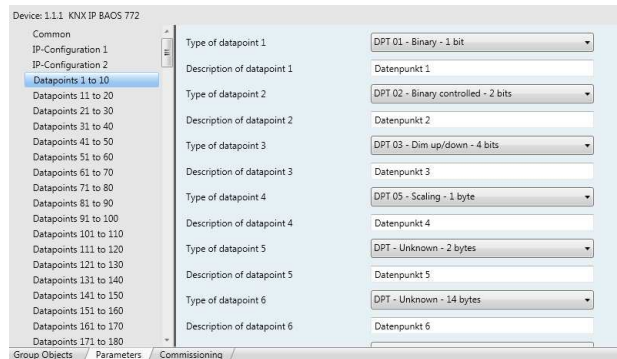 Device: 1.1.1 KNX IP BAOS 772
Common
IP-Configuration 1
IP-Configuration 2
Datapoints 1 to 10
Datapoints 11 to 20
Datapoints 21 to 30
Datapoints 31 to 40
Datapoints 41 to 50
Datapoints 51 to 60
Datapoints 61 to 70
Datapoints 71 to 80
Datapoints 81 to 90
Datapoints 91 to 100
Datapoints 101 to 110
Datapoints 111 to 120
Datapoints 121 to 130
Datapoints 131 to 140
Datapoints 141 to 150
Datapoints 151 to 160
Datapoints 161 to 170
Datapoints 171 to 180
Type of datapoint 1 DPT 01 - Binary - 1 bit
Description of datapoint 1 Datenpunkt 1
Type of datapoint 2 DPT 02 - Binary controlled - 2 bits
Description of datapoint 2 Datenpunkt 2
Type of datapoint 3 DPT 03 - Dim up/down - 4 bits
Description of datapoint 3 Datenpunkt 3
Type of datapoint 4 DPT 05 - Scaling - 1 byte
Description of datapoint 4 Datenpunkt 4
Type of datapoint 5 DPT - Unknown - 2 bytes
Description of datapoint 5 Datenpunkt 5
Type of datapoint 6 DPT - Unknown - 14 bytes
Description of datapoint 6 Datenpunkt 6
Group Objects / Parameters / Commissioning /